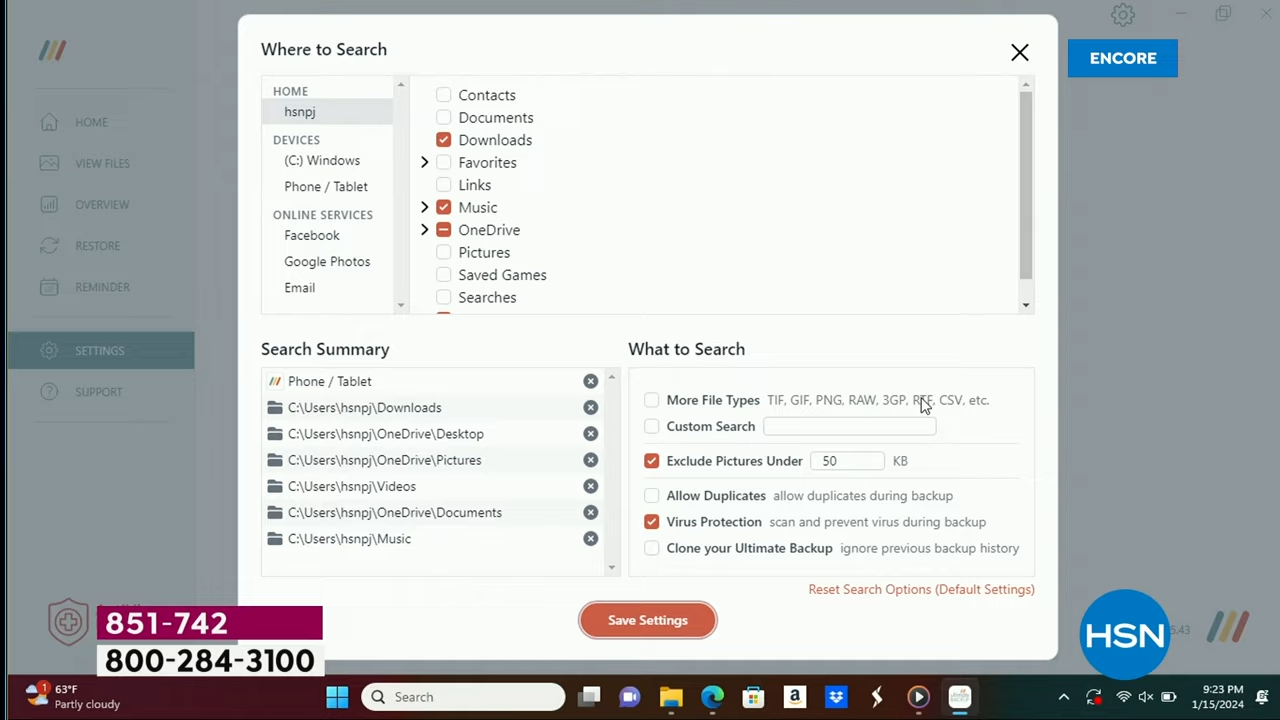 Where to Search
ENCORE
HOME
hsnpj
DEVICES
(C:) Windows
Phone / Tablet
ONLINE SERVICES
Facebook
Google Photos
Email
Contacts
Documents
Downloads
Favorites
Links
Music
OneDrive
Pictures
Saved Games
Searches
HOME
VIEW FILES
OVERVIEW
RESTORE
REMINDER
SETTINGS
SUPPORT
Search Summary
Phone / Tablet
C:\Users\hsnpj\Downloads
C:\Users\hsnpj\OneDrive\Desktop
C:\Users\hsnpj\OneDrive\Pictures
C:\Users\hsnpj\Videos
C:\Users\hsnpj\OneDrive\Documents
C:\Users\hsnpj\Music
What to Search
More File Types TIF, GIF, PNG, RAW, 3GP, RTF, CSV, etc.
Custom Search
Exclude Pictures Under 50 KB
Allow Duplicates allow duplicates during backup
Virus Protection scan and prevent virus during backup
Clone your Ultimate Backup ignore previous backup history
Reset Search Options (Default Settings)
Save Settings
851-742
800-284-3100
HSN
63°F
Partly cloudy
Search
9:23 PM
1/15/2024